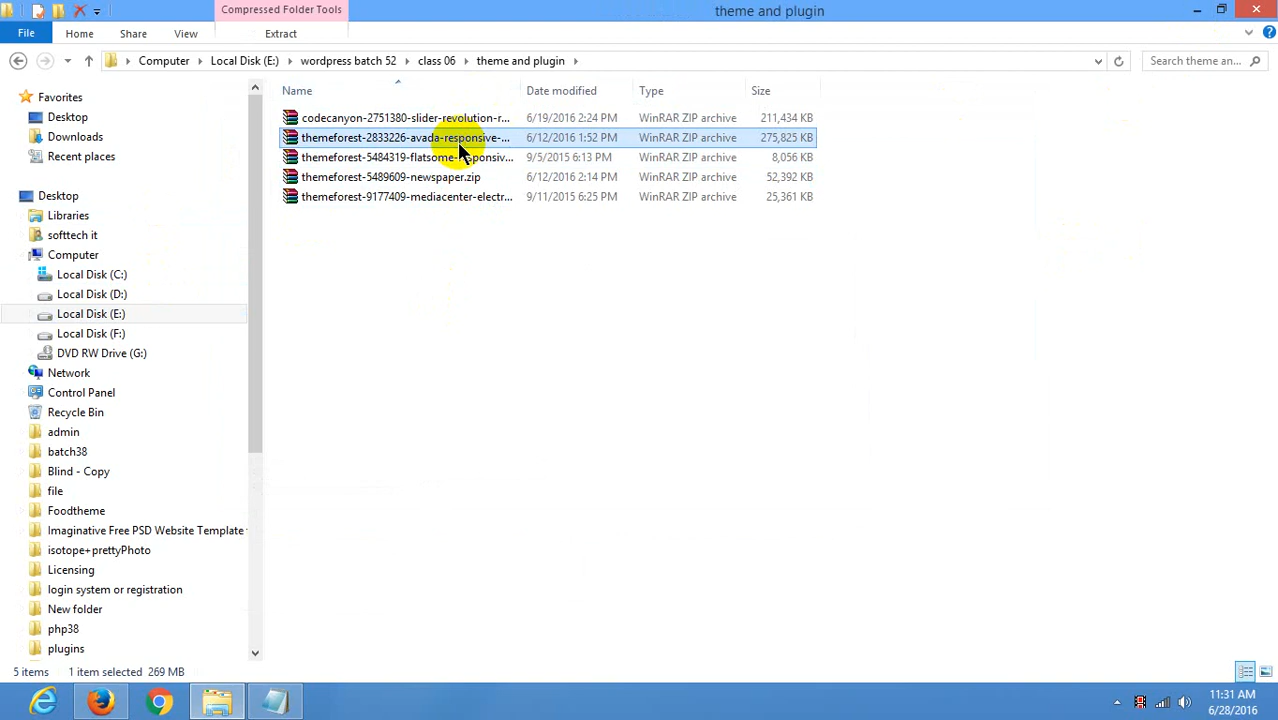 Compressed Folder Tools
theme and plugin
File Home Share View Extract
Computer Local Disk (E:) wordpress batch 52 class 06 theme and plugin Search theme an...
Name Date modified Type Size
Favorites
Desktop
Downloads
Recent places
Desktop
Libraries
softtech it
Computer
Local Disk (C:)
Local Disk (D:)
Local Disk (E:)
Local Disk (F:)
DVD RW Drive (G:)
Network
Control Panel
Recycle Bin
admin
batch38
Blind - Copy
file
Foodtheme
Imaginative Free PSD Website Template
isotope+prettyPhoto
Licensing
login system or registration
New folder
php38
plugins
codecanyon-2751380-slider-revolution-r... 6/19/2016 2:24 PM WinRAR ZIP archive 211,434 KB
themeforest-2833226-avada-responsive-... 6/12/2016 1:52 PM WinRAR ZIP archive 275,825 KB
themeforest-5484319-flatsome-responsiv... 9/5/2015 6:13 PM WinRAR ZIP archive 8,056 KB
themeforest-5489609-newspaper.zip 6/12/2016 2:14 PM WinRAR ZIP archive 52,392 KB
themeforest-9177409-mediacenter-electr... 9/11/2015 6:25 PM WinRAR ZIP archive 25,361 KB
5 items 1 item selected 269 MB
11:31 AM
6/28/2016